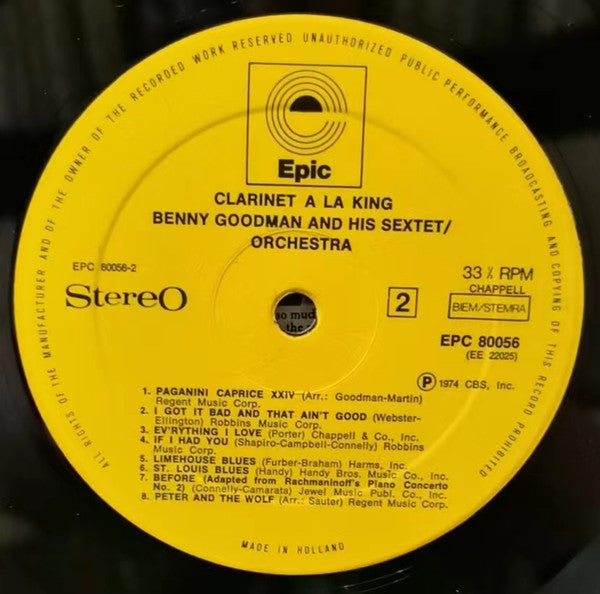 ALL RIGHTS OF THE MANUFACTURER AND OF THE OWNER OF THE RECORDED WORK RESERVED UNAUTHORIZED PUBLIC PERFORMANCE BROADCASTING AND COPYING OF THIS RECORD PROHIBITED
Epic
CLARINET A LA KING
BENNY GOODMAN AND HIS SEXTET/
ORCHESTRA
EPC 80056-2
StereO
so mud
the
2
33⅓ RPM
CHAPPELL
BIEM/STEMRA
EPC 80056
(EE 22025)
Ⓟ 1974 CBS, Inc.
1. PAGANINI CAPRICE XXIV (Arr.: Goodman-Martin)
Regent Music Corp.
2. I GOT IT BAD AND THAT AIN'T GOOD (Webster-
Ellington) Robbins Music Corp.
3. EV'RYTHING I LOVE (Porter) Chappell & Co., Inc.
4. IF I HAD YOU (Shapiro-Campbell-Connelly) Robbins
Music Corp.
5. LIMEHOUSE BLUES (Furber-Braham) Harms, Inc.
6. ST. LOUIS BLUES (Handy) Handy Bros. Music Co., Inc.
7. BEFORE (Adapted from Rachmaninoff's Piano Concerto
No. 2) (Connelly-Camarata) Jewel Music Publ. Co., Inc.
8. PETER AND THE WOLF (Arr.: Sauter) Regent Music Corp.
MADE IN HOLLAND